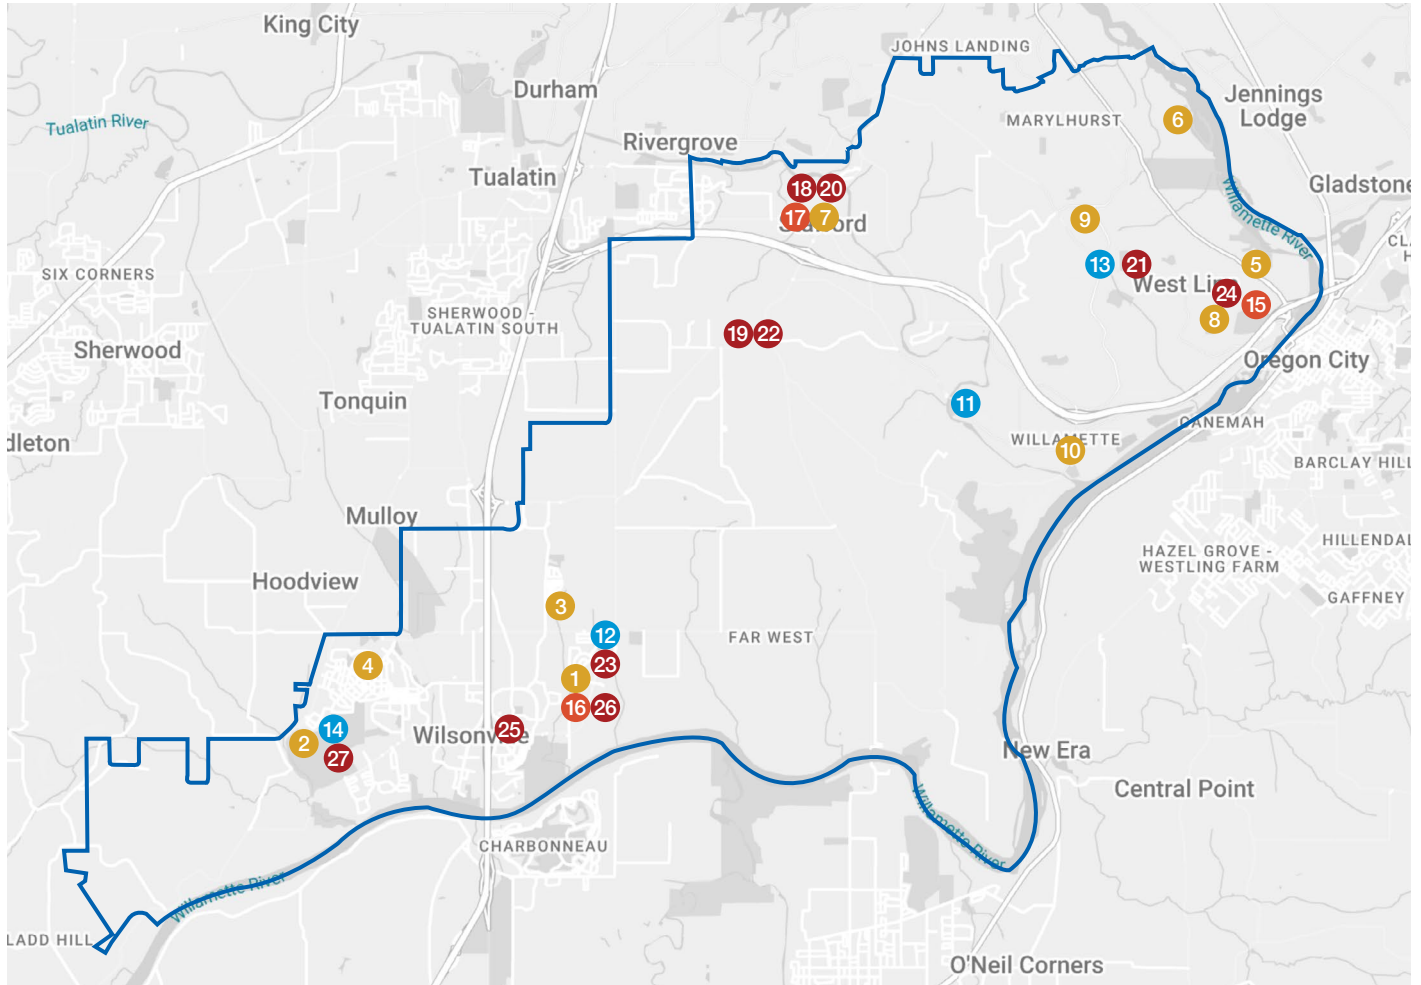 King City
JOHNS LANDING
Durham
Jennings
Lodge
Tualatin River
MARYLHURST
6
Rivergrove
Tualatin
18
20
Gladstone
Willamette River
17
7
9
SIX CORNERS
13
21
5
West Linn
24
15
8
SHERWOOD -
TUALATIN SOUTH
19
22
Sherwood
Oregon City
Tonquin
11
CANEMAH
WILLAMETTE
10
BARCLAY HILL
Mulloy
HILLENDAL
HAZEL GROVE -
WESTLING FARM
Hoodview
GAFFNEY
3
12
FAR WEST
4
23
1
16
26
14
25
Wilsonville
2
27
New Era
Central Point
Willamette River
CHARBONNEAU
Willamette River
LADD HILL
O'Neil Corners